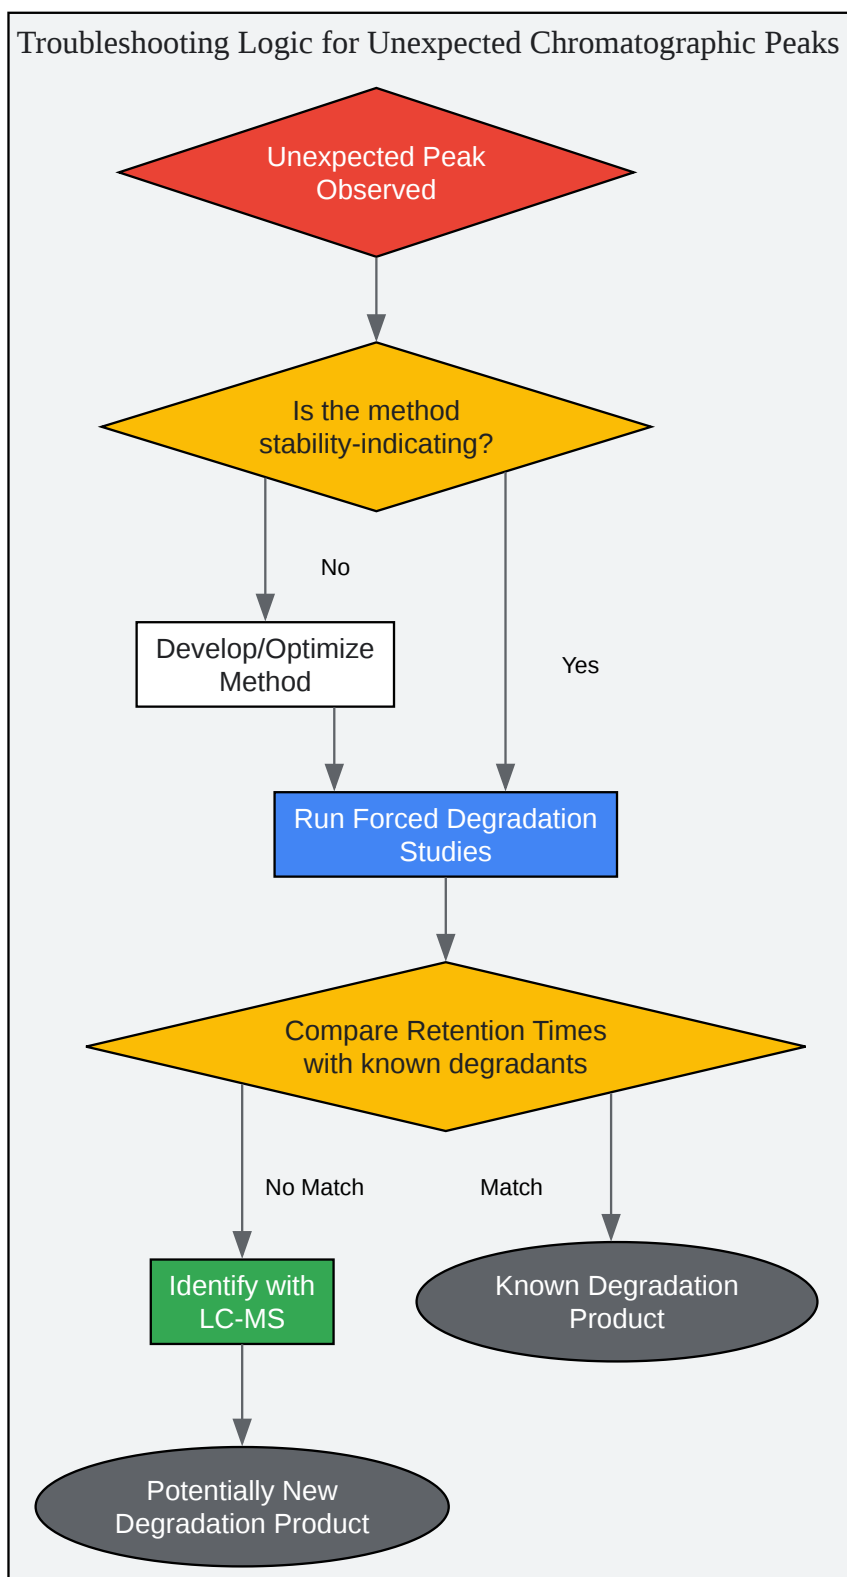 Troubleshooting Logic for Unexpected Chromatographic Peaks
Unexpected Peak
Observed
Is the method
stability-indicating?
No
Develop/Optimize
Method
Yes
Run Forced Degradation
Studies
Compare Retention Times
with known degradants
No Match
Match
Identify with
LC-MS
Known Degradation
Product
Potentially New
Degradation Product